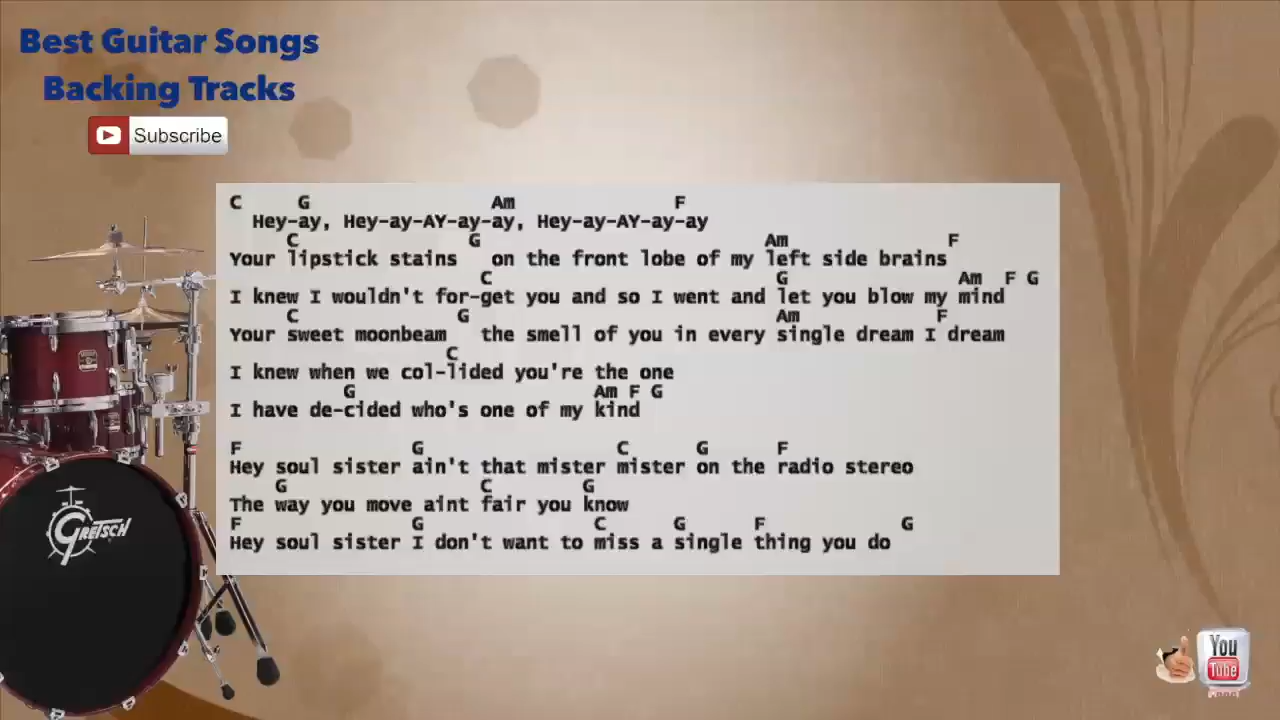 Best Guitar Songs
Backing Tracks
Subscribe
C G Am F
Hey-ay, Hey-ay-AY-ay-ay, Hey-ay-AY-ay-ay
C G Am F
Your lipstick stains on the front lobe of my left side brains
C G Am F G
I knew I wouldn't for-get you and so I went and let you blow my mind
C G Am F
Your sweet moonbeam the smell of you in every single dream I dream
C
I knew when we col-lided you're the one
G Am F G
I have de-cided who's one of my kind
F G C G F
Hey soul sister ain't that mister mister on the radio stereo
G C G
The way you move aint fair you know
F G C G F G
Hey soul sister I don't want to miss a single thing you do
GRETSCH
You
Tube